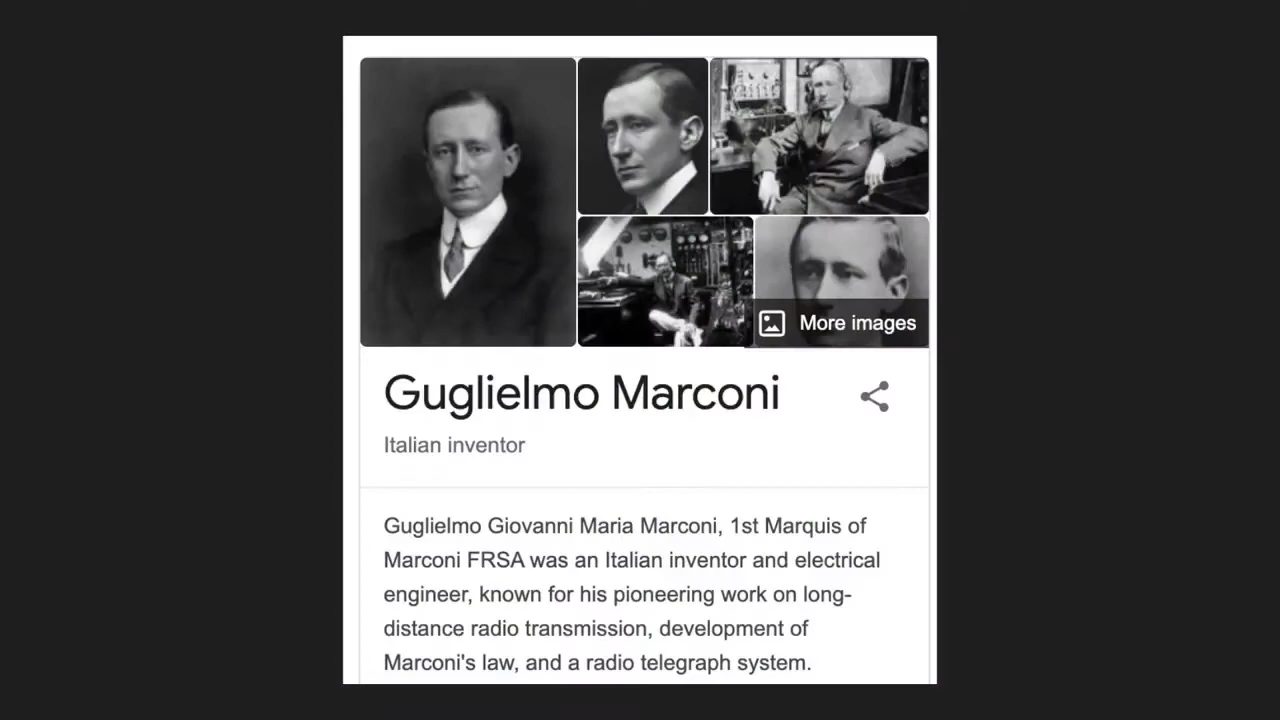 More images
Guglielmo Marconi
Italian inventor
Guglielmo Giovanni Maria Marconi, 1st Marquis of
Marconi FRSA was an Italian inventor and electrical
engineer, known for his pioneering work on long-
distance radio transmission, development of
Marconi's law, and a radio telegraph system.